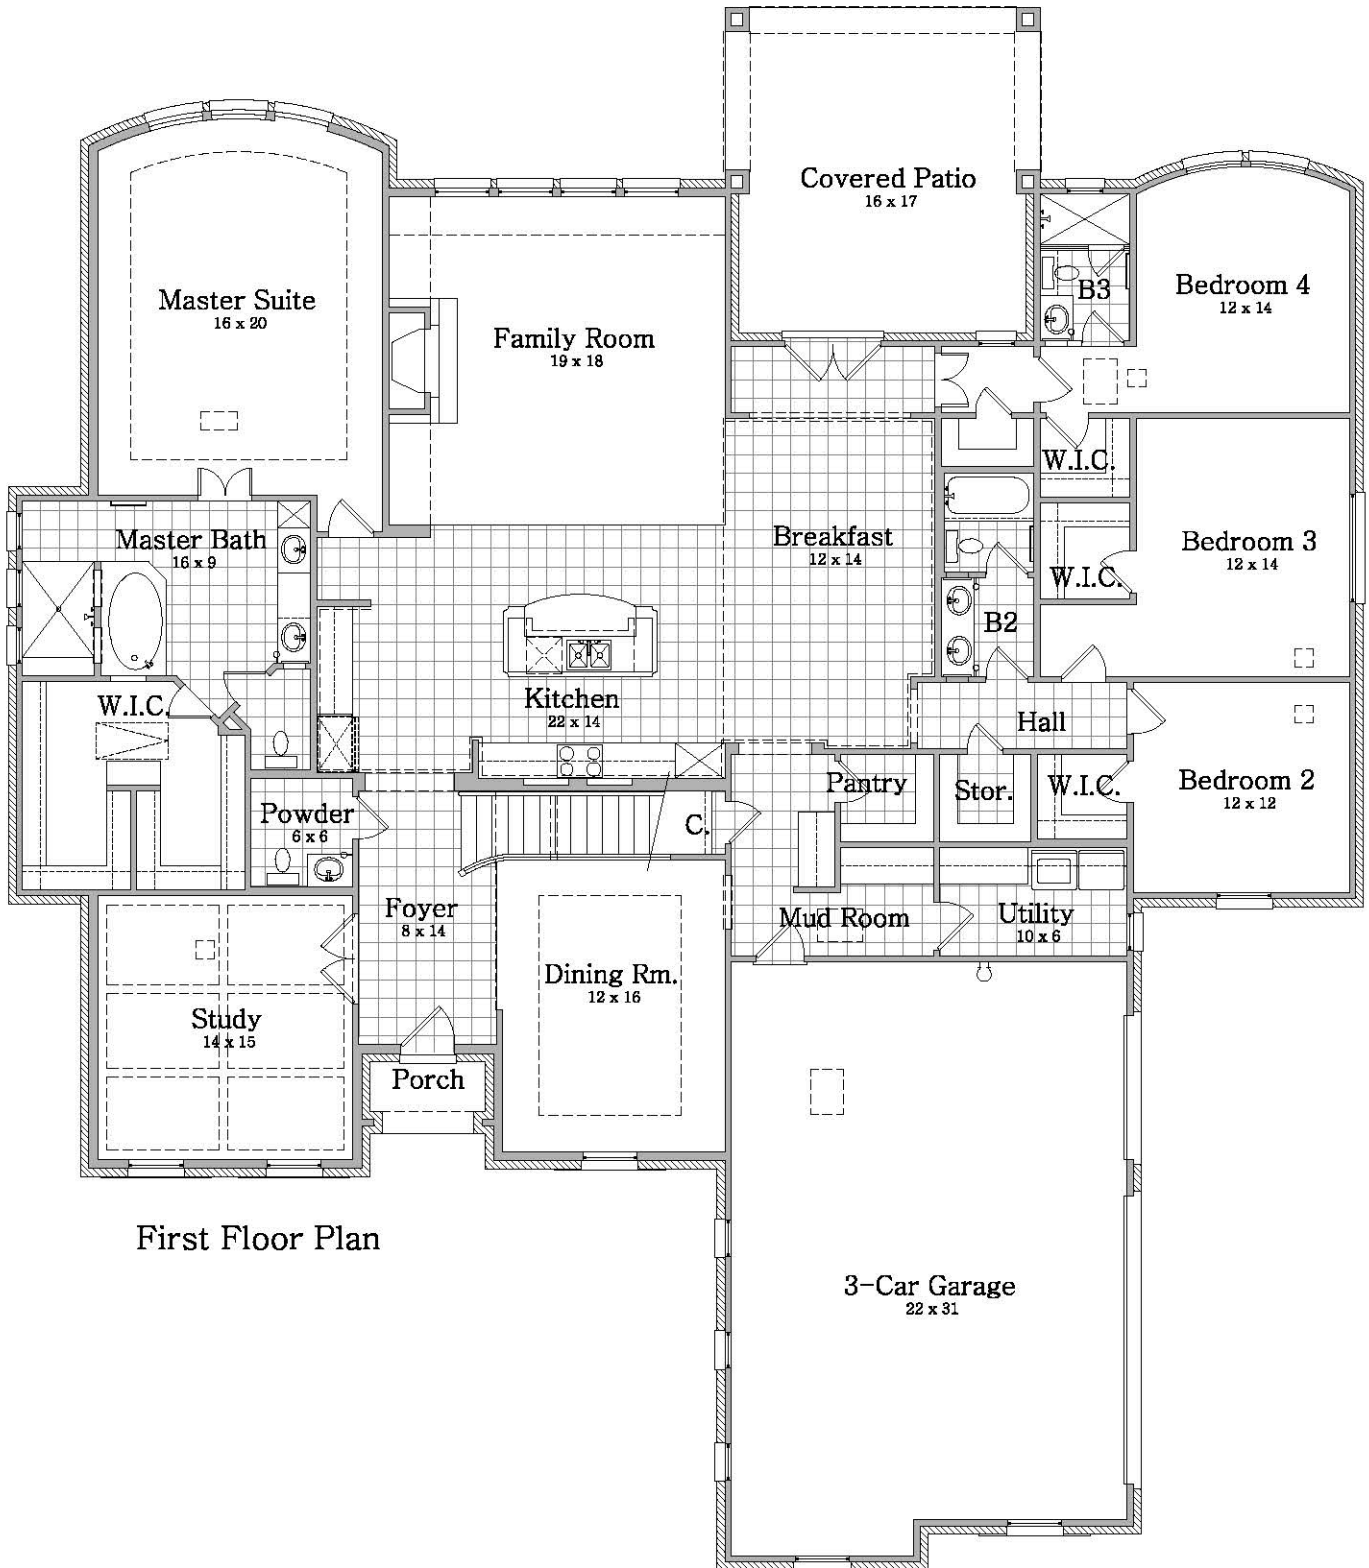 Covered Patio
16 x 17
Master Suite
16 x 20
Family Room
19 x 18
B3
Bedroom 4
12 x 14
W.I.C.
Master Bath
16 x 9
Breakfast
12 x 14
Bedroom 3
12 x 14
W.I.C.
B2
W.I.C.
Kitchen
22 x 14
Hall
Powder
6 x 6
C.
Pantry
Stor.
W.I.C.
Bedroom 2
12 x 12
Foyer
8 x 14
Mud Room
Utility
10 x 6
Dining Rm.
12 x 16
Study
14 x 15
Porch
First Floor Plan
3-Car Garage
22 x 31